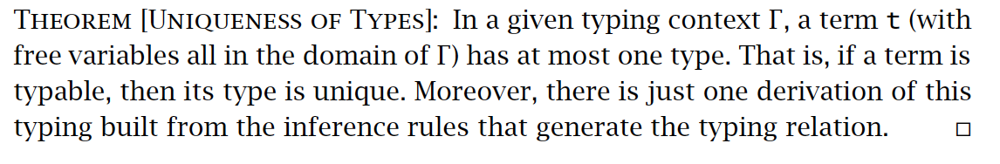 THEOREM [UNIQUENESS OF TYPES]: In a given typing context Γ, a term t (with
free variables all in the domain of Γ) has at most one type. That is, if a term is
typable, then its type is unique. Moreover, there is just one derivation of this
typing built from the inference rules that generate the typing relation. □